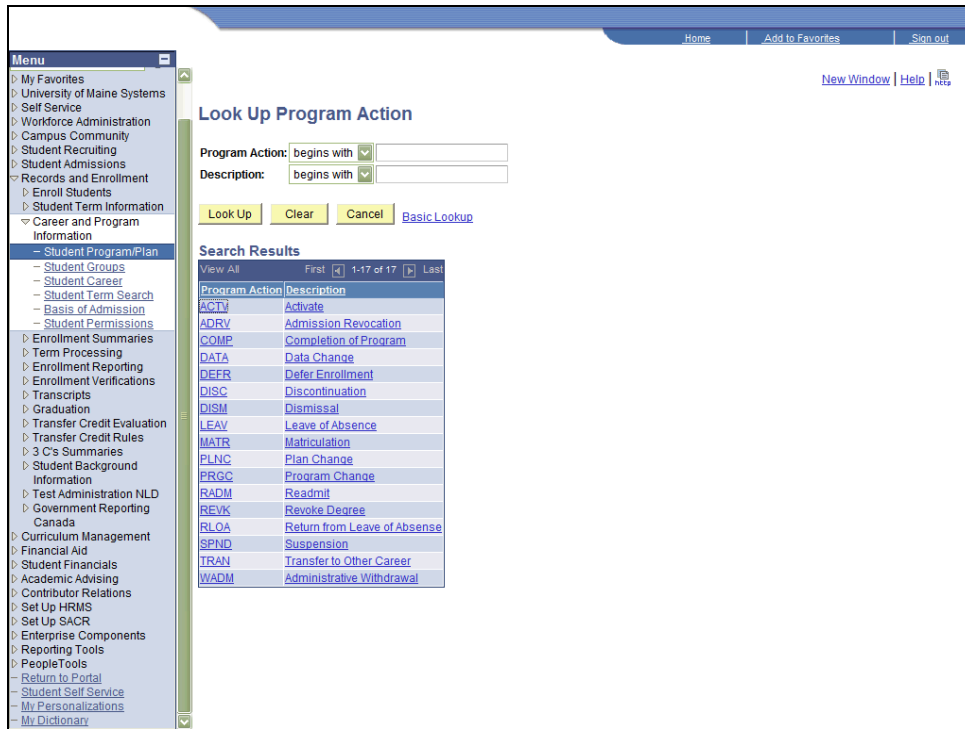 Home
Add to Favorites
Sign out
Menu
My Favorites
University of Maine Systems
Self Service
Workforce Administration
Campus Community
Student Recruiting
Student Admissions
Records and Enrollment
Enroll Students
Student Term Information
Career and Program
Information
– Student Program/Plan
– Student Groups
– Student Career
– Student Term Search
– Basis of Admission
– Student Permissions
Enrollment Summaries
Term Processing
Enrollment Reporting
Enrollment Verifications
Transcripts
Graduation
Transfer Credit Evaluation
Transfer Credit Rules
3 C's Summaries
Student Background
Information
Test Administration NLD
Government Reporting
Canada
Curriculum Management
Financial Aid
Student Financials
Academic Advising
Contributor Relations
Set Up HRMS
Set Up SACR
Enterprise Components
Reporting Tools
PeopleTools
– Return to Portal
– Student Self Service
– My Personalizations
– My Dictionary
New Window | Help | http
Look Up Program Action
Program Action: begins with
Description: begins with
Look Up Clear Cancel Basic Lookup
Search Results
View All First 1-17 of 17 Last
Program Action Description
ACTV Activate
ADRV Admission Revocation
COMP Completion of Program
DATA Data Change
DEFR Defer Enrollment
DISC Discontinuation
DISM Dismissal
LEAV Leave of Absence
MATR Matriculation
PLNC Plan Change
PRGC Program Change
RADM Readmit
REVK Revoke Degree
RLOA Return from Leave of Absense
SPND Suspension
TRAN Transfer to Other Career
WADM Administrative Withdrawal